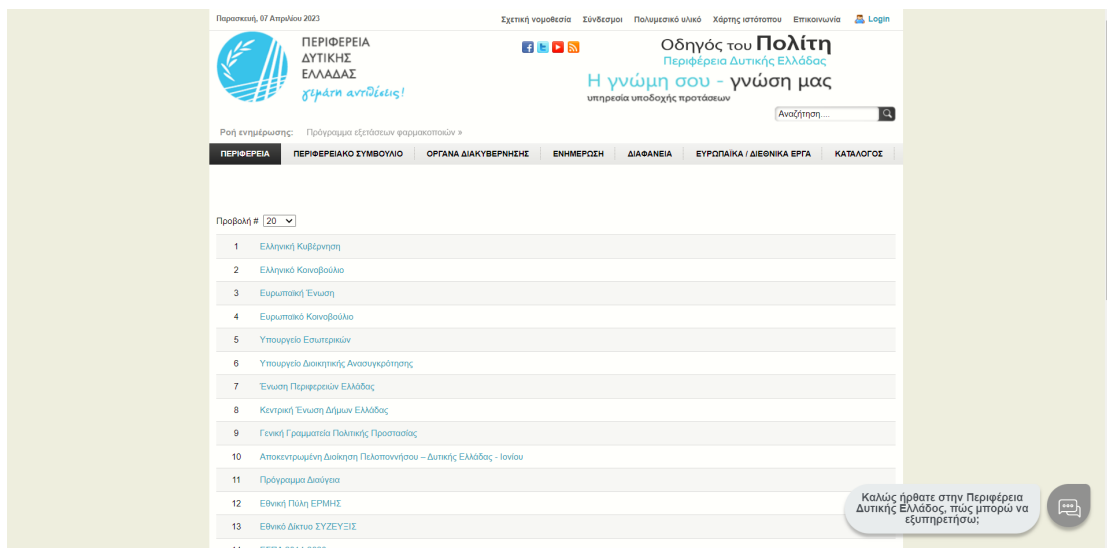 Παρασκευή, 07 Απριλίου 2023
Σχετική νομοθεσία Σύνδεσμοι Πολυμεσικό υλικό Χάρτης ιστότοπου Επικοινωνία Login
ΠΕΡΙΦΕΡΕΙΑ
ΔΥΤΙΚΗΣ
ΕΛΛΑΔΑΣ
γεμάτη αντιθέσεις!
Οδηγός του Πολίτη
Περιφέρεια Δυτικής Ελλάδας
Η γνώμη σου - γνώση μας
υπηρεσία υποδοχής προτάσεων
Αναζήτηση....
Ροή ενημέρωσης: Πρόγραμμα εξετάσεων φαρμακοποιών »
ΠΕΡΙΦΕΡΕΙΑ ΠΕΡΙΦΕΡΕΙΑΚΟ ΣΥΜΒΟΥΛΙΟ ΟΡΓΑΝΑ ΔΙΑΚΥΒΕΡΝΗΣΗΣ ΕΝΗΜΕΡΩΣΗ ΔΙΑΦΑΝΕΙΑ ΕΥΡΩΠΑΪΚΑ / ΔΙΕΘΝΙΚΑ ΕΡΓΑ ΚΑΤΑΛΟΓΟΣ
Προβολή # 20
1 Ελληνική Κυβέρνηση
2 Ελληνικό Κοινοβούλιο
3 Ευρωπαϊκή Ένωση
4 Ευρωπαϊκό Κοινοβούλιο
5 Υπουργείο Εσωτερικών
6 Υπουργείο Διοικητικής Ανασυγκρότησης
7 Ένωση Περιφερειών Ελλάδας
8 Κεντρική Ένωση Δήμων Ελλάδας
9 Γενική Γραμματεία Πολιτικής Προστασίας
10 Αποκεντρωμένη Διοίκηση Πελοποννήσου – Δυτικής Ελλάδας - Ιονίου
11 Πρόγραμμα Διαύγεια
12 Εθνική Πύλη ΕΡΜΗΣ
13 Εθνικό Δίκτυο ΣΥΖΕΥΞΙΣ
Καλώς ήρθατε στην Περιφέρεια
Δυτικής Ελλάδος, πώς μπορώ να
εξυπηρετήσω;